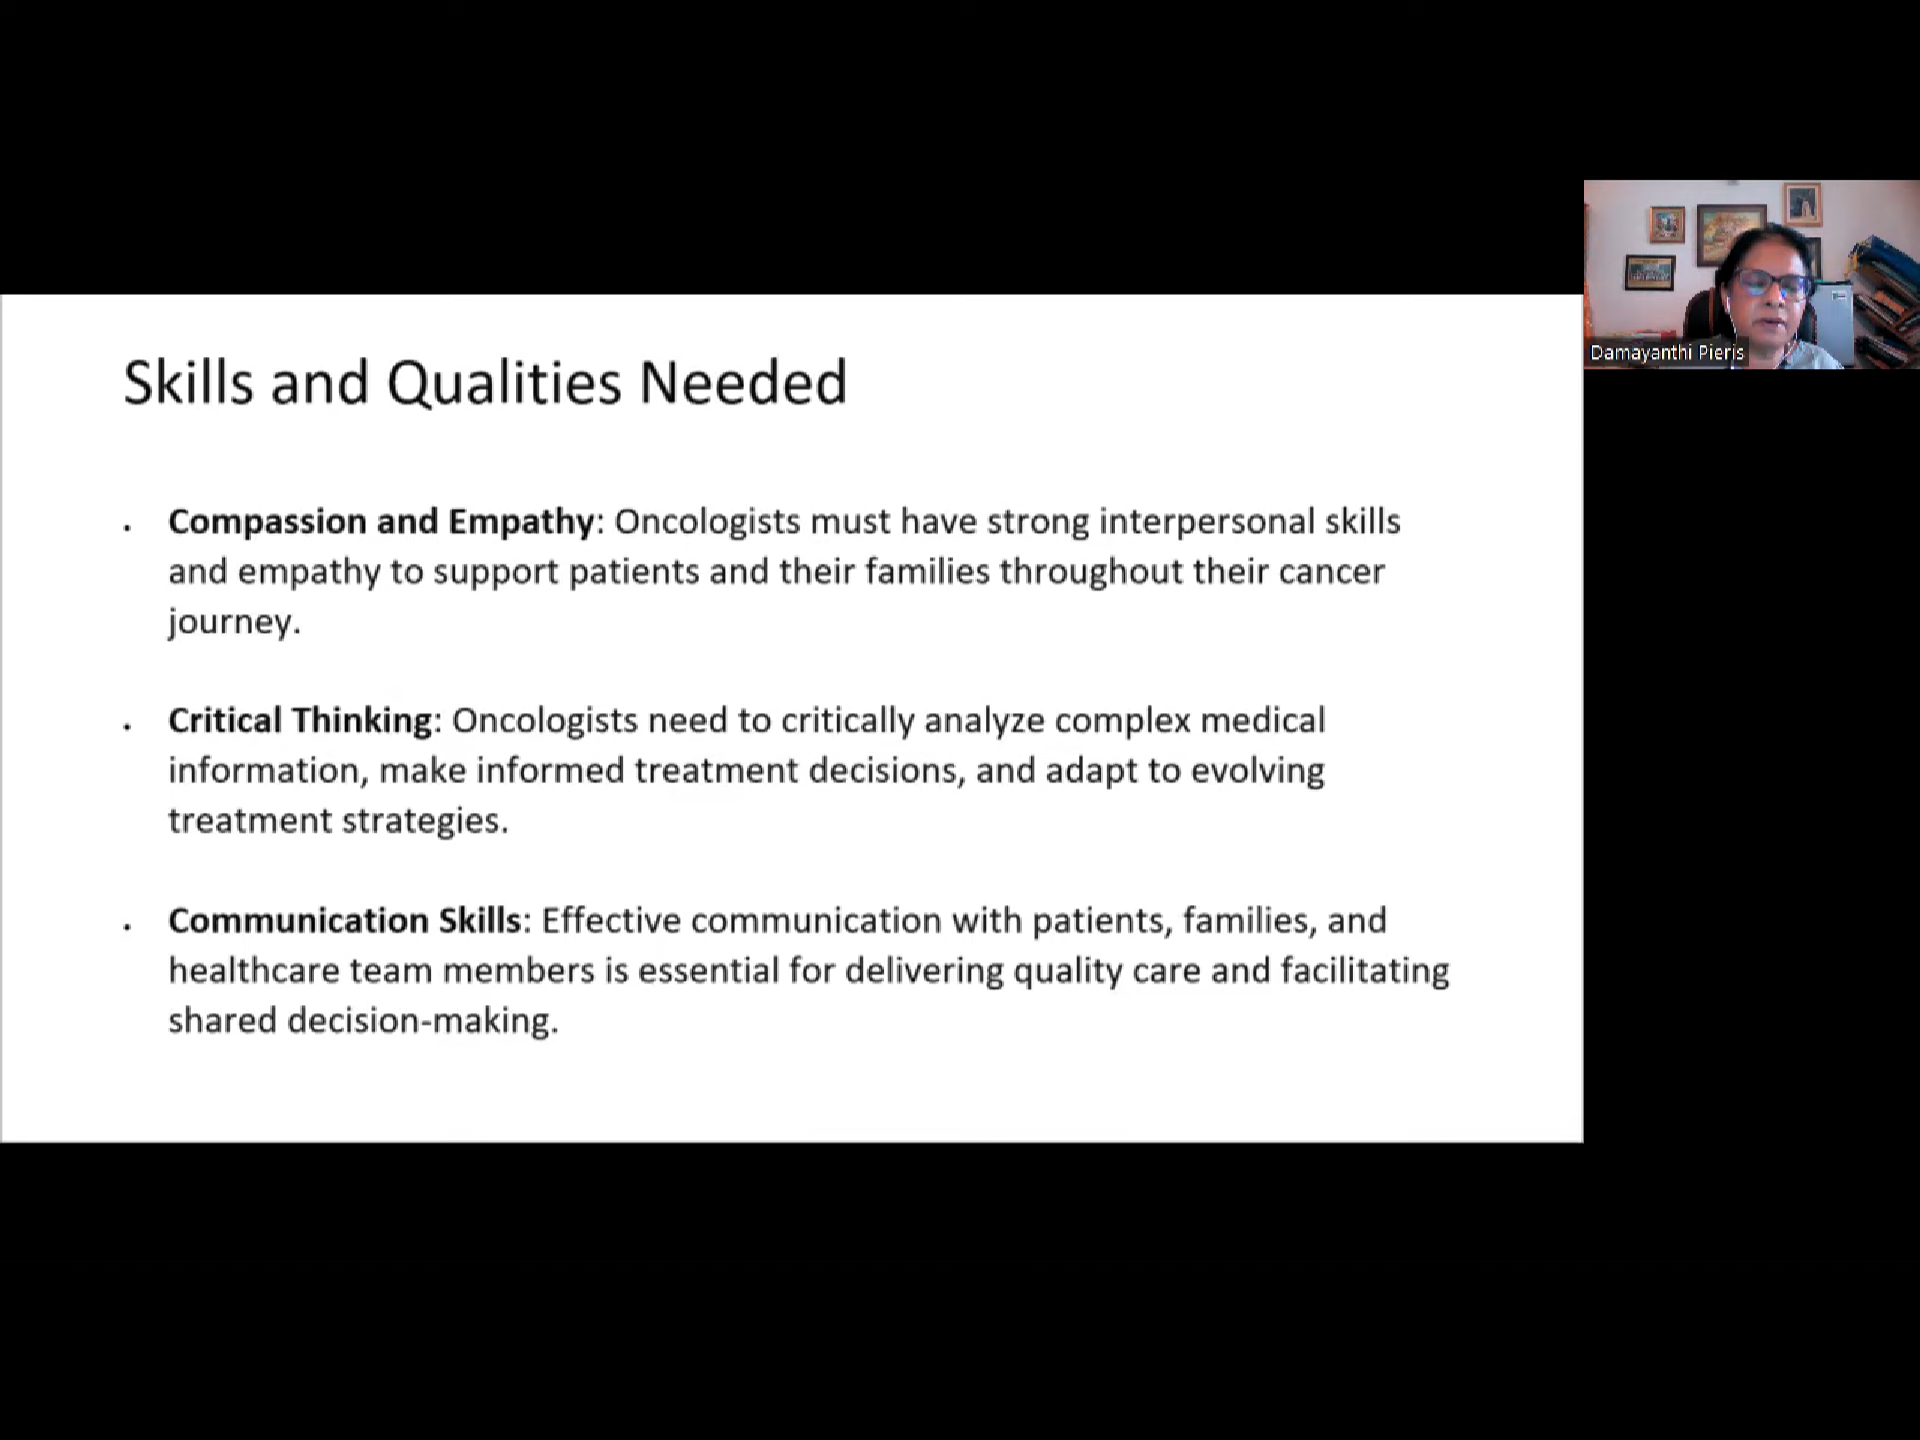 Skills and Qualities Needed
• Compassion and Empathy: Oncologists must have strong interpersonal skills
and empathy to support patients and their families throughout their cancer
journey.
• Critical Thinking: Oncologists need to critically analyze complex medical
information, make informed treatment decisions, and adapt to evolving
treatment strategies.
• Communication Skills: Effective communication with patients, families, and
healthcare team members is essential for delivering quality care and facilitating
shared decision-making.
Damayanthi Pieris